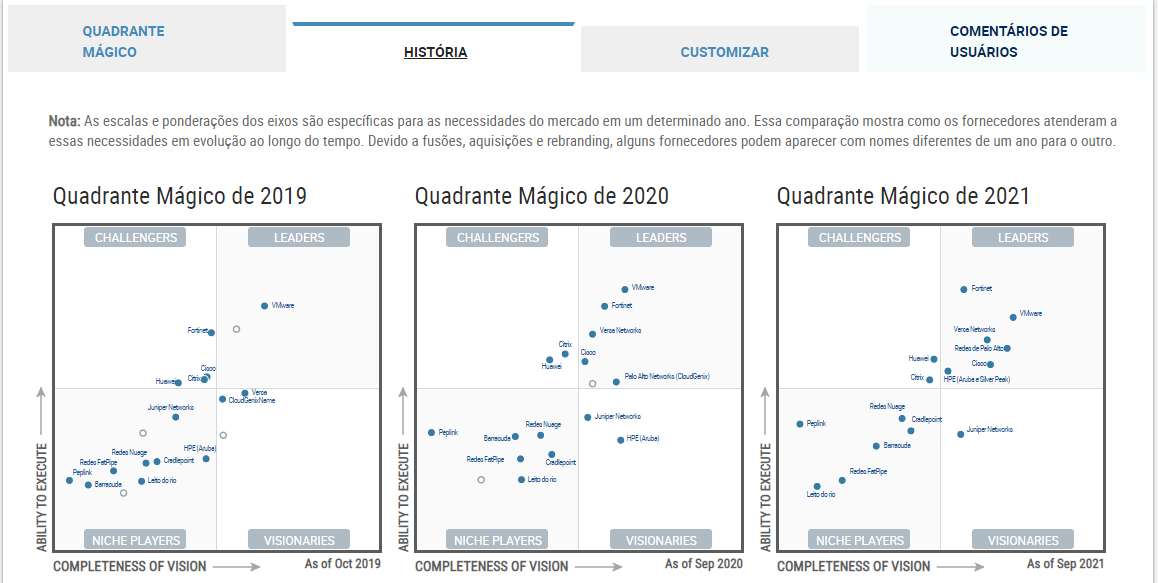 QUADRANTE
MÁGICO
HISTÓRIA
CUSTOMIZAR
COMENTÁRIOS DE
USUÁRIOS
Nota: As escalas e ponderações dos eixos são específicas para as necessidades do mercado em um determinado ano. Essa comparação mostra como os fornecedores atenderam a
essas necessidades em evolução ao longo do tempo. Devido a fusões, aquisições e rebranding, alguns fornecedores podem aparecer com nomes diferentes de um ano para o outro.
Quadrante Mágico de 2019
CHALLENGERS
LEADERS
VMware
Fortinet
Cisco
Huawei
Citrix
Versa
CloudGenixName
Juniper Networks
HPE (Aruba)
Redes Nuage
Redes FatPipe
Cradlepoint
Peplink
Barracuda
Leito do rio
NICHE PLAYERS
VISIONARIES
ABILITY TO EXECUTE
COMPLETENESS OF VISION
As of Oct 2019
Quadrante Mágico de 2020
CHALLENGERS
LEADERS
VMware
Fortinet
Versa Networks
Citrix
Cisco
Huawei
Palo Alto Networks (CloudGenix)
Juniper Networks
Redes Nuage
Peplink
Barracuda
HPE (Aruba)
Redes FatPipe
Cradlepoint
Leito do rio
NICHE PLAYERS
VISIONARIES
ABILITY TO EXECUTE
COMPLETENESS OF VISION
As of Sep 2020
Quadrante Mágico de 2021
CHALLENGERS
LEADERS
Fortinet
VMware
Versa Networks
Redes de Palo Alto
Huawei
Cisco
Citrix
HPE (Aruba e Silver Peak)
Redes Nuage
Cradlepoint
Peplink
Juniper Networks
Barracuda
Redes FatPipe
Leito do rio
NICHE PLAYERS
VISIONARIES
ABILITY TO EXECUTE
COMPLETENESS OF VISION
As of Sep 2021